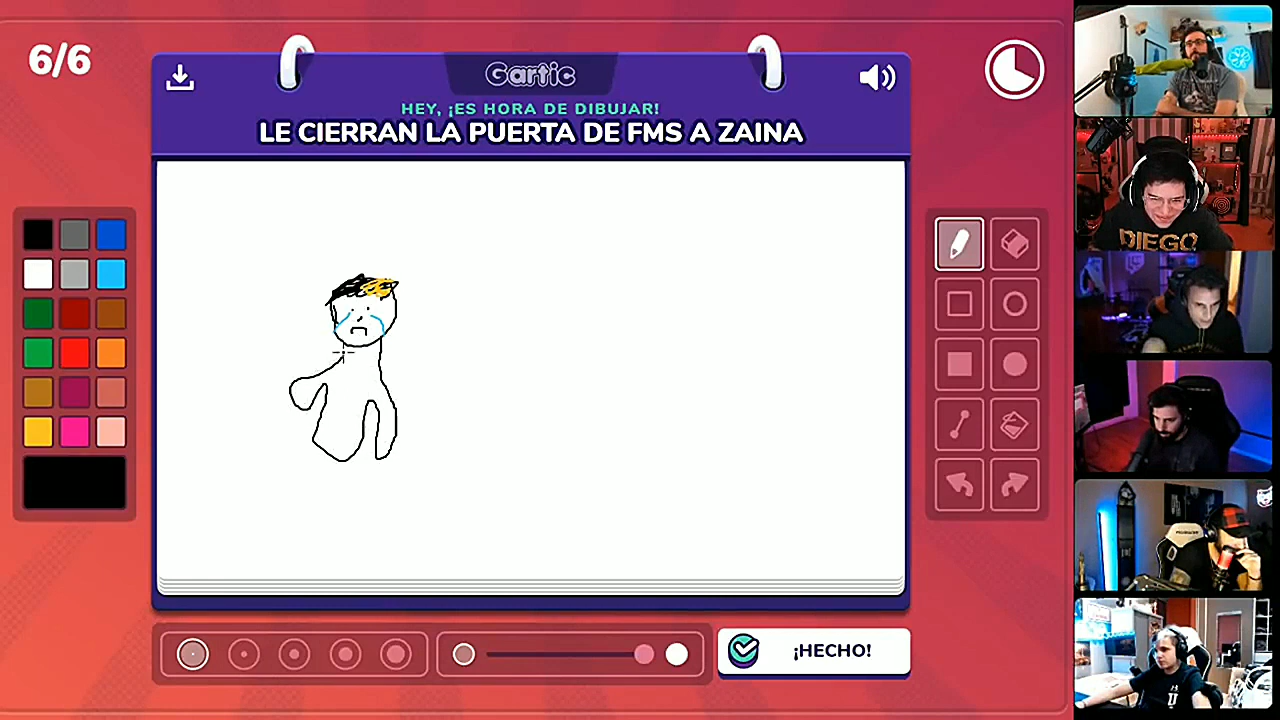 6/6
Gartic
HEY, ¡ES HORA DE DIBUJAR!
LE CIERRAN LA PUERTA DE FMS A ZAINA
DIEGO
¡HECHO!